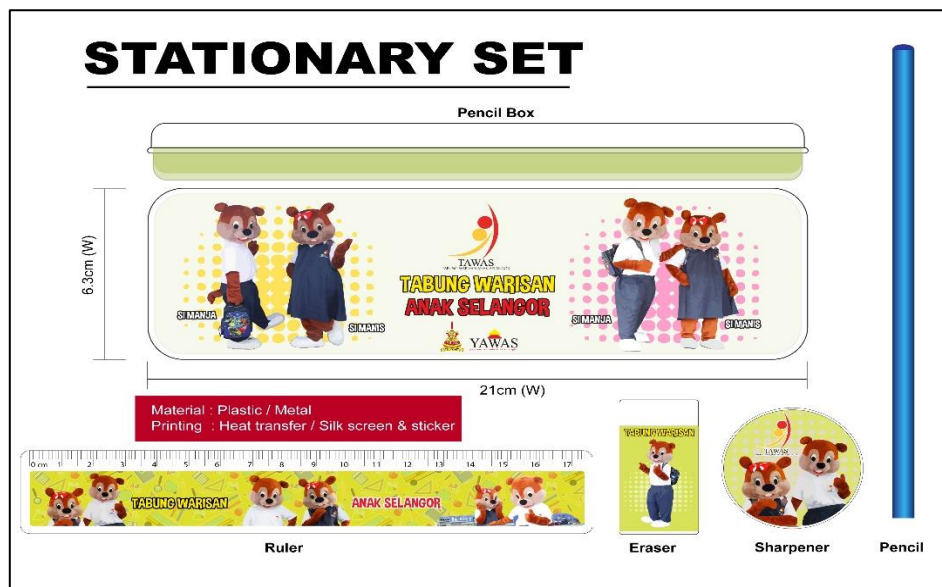 STATIONARY SET
Pencil Box
6.3cm (W)
SI MANJA
SI MANIS
TAWAS
TABUNG WARISAN
ANAK SELANGOR
YAWAS
SI MANJA
SI MANIS
21cm (W)
Material : Plastic / Metal
Printing : Heat transfer / Silk screen & sticker
0 cm 1 2 3 4 5 6 7 8 9 10 11 12 13 14 15 16 17
TABUNG WARISAN
ANAK SELANGOR
Ruler
TABUNG WARISAN
Eraser
TAWAS
Sharpener
Pencil